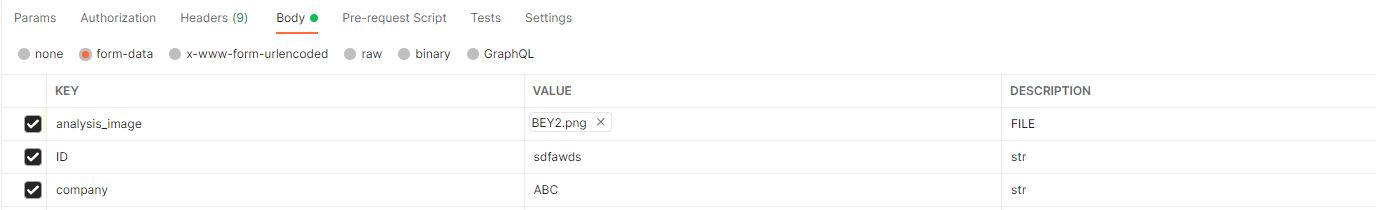 Params Authorization Headers (9) Body Pre-request Script Tests Settings
none form-data x-www-form-urlencoded raw binary GraphQL
KEY VALUE DESCRIPTION
analysis_image BEY2.png × FILE
ID sdfawds str
company ABC str